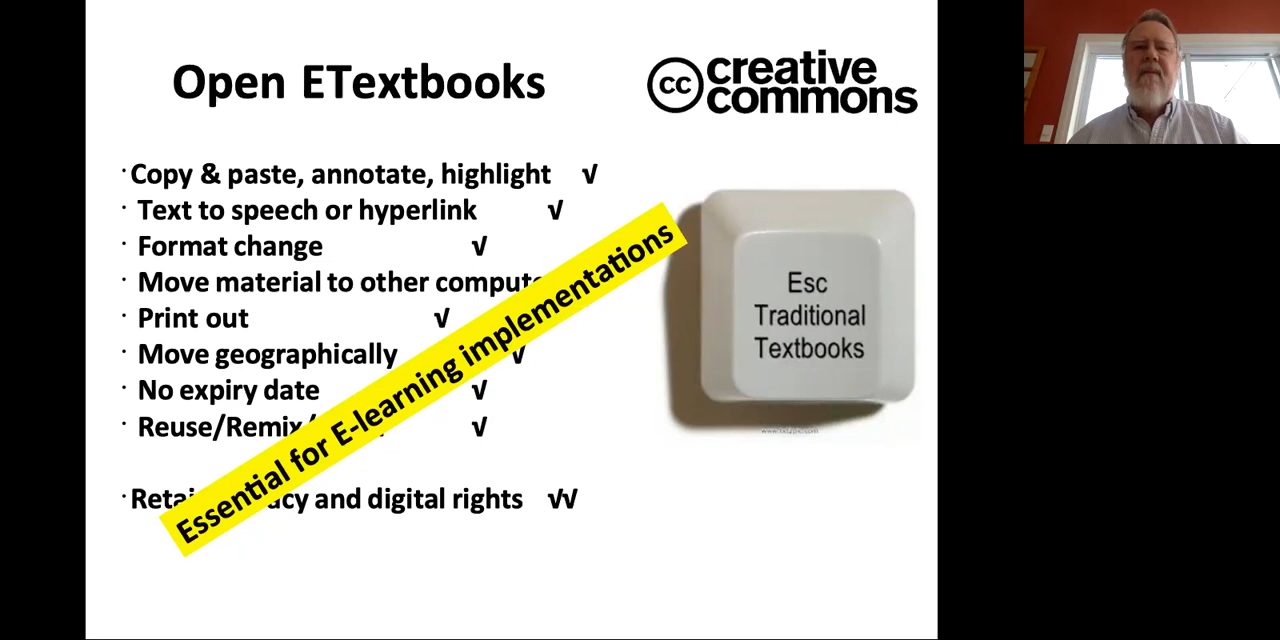 Open ETextbooks
cc creative commons
· Copy & paste, annotate, highlight √
· Text to speech or hyperlink √
· Format change √
· Move material to other
· Print out √
· Move geographically √
· No expiry date √
· Reuse/Remix/ √
· and digital rights √√
Essential for E-learning implementations
Esc
Traditional
Textbooks